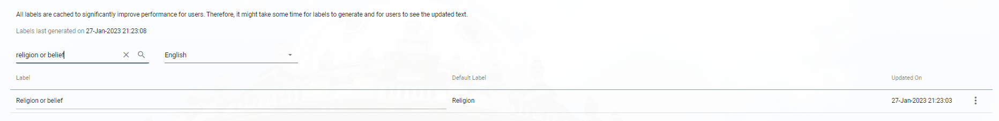 All labels are cached to significantly improve performance for users. Therefore, it might take some time for labels to generate and for users to see the updated text.
Labels last generated on 27-Jan-2023 21:23:08
religion or belief English
Label Default Label Updated On
Religion or belief Religion 27-Jan-2023 21:23:03